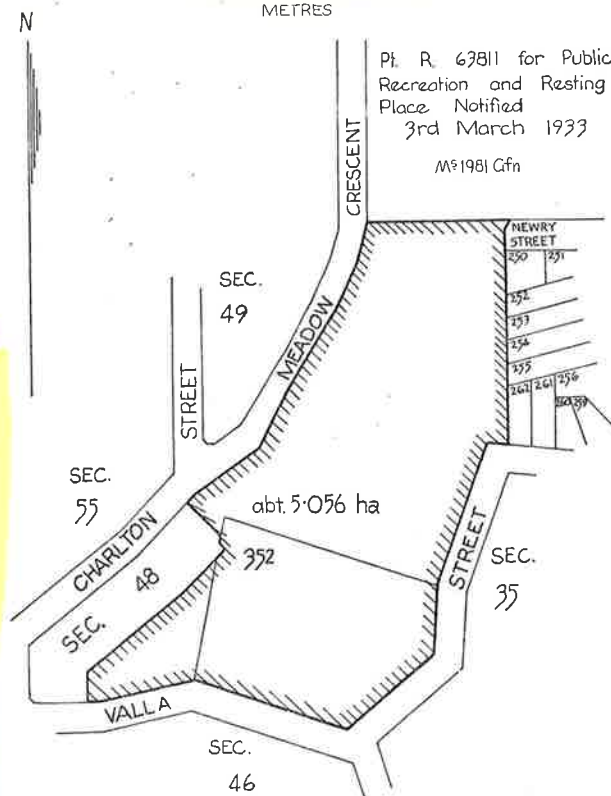 METRES
N
Pt. R. 63811 for Public
Recreation and Resting
Place Notified
3rd March 1933
Ms 1981 Gfn
CRESCENT
NEWRY
STREET
250
251
252
253
254
255
262
261
256
260
259
SEC.
49
MEADOW
STREET
SEC.
55
abt. 5·056 ha
CHARLTON
352
STREET
SEC.
35
SEC. 48
VALLA
SEC.
46